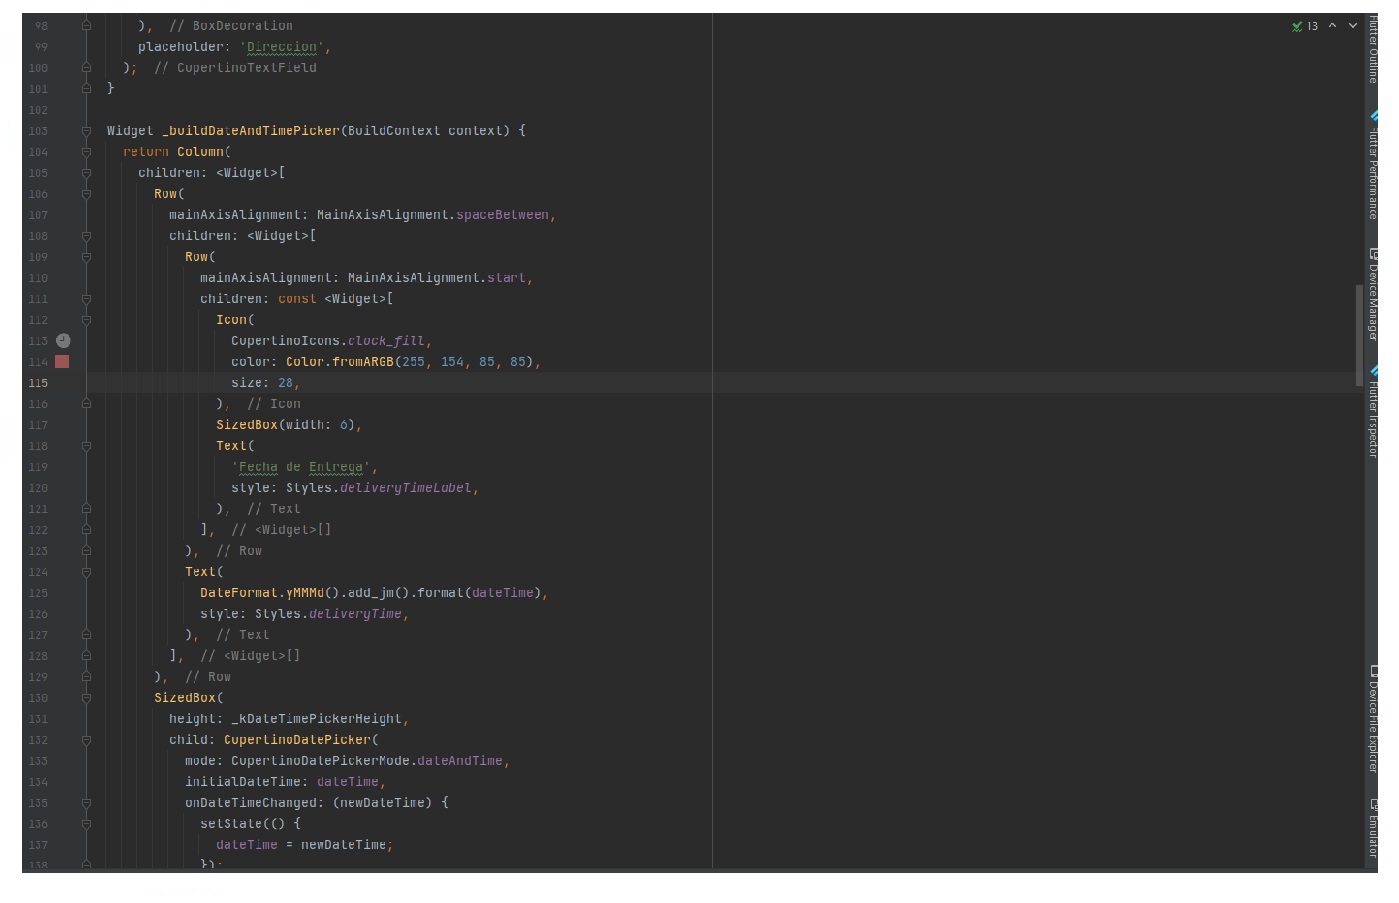 98 ), // BoxDecoration
99 placeholder: 'Direccion',
100 ); // CupertinoTextField
101 }
102
103 Widget _buildDateAndTimePicker(BuildContext context) {
104 return Column(
105 children: <Widget>[
106 Row(
107 mainAxisAlignment: MainAxisAlignment.spaceBetween,
108 children: <Widget>[
109 Row(
110 mainAxisAlignment: MainAxisAlignment.start,
111 children: const <Widget>[
112 Icon(
113 CupertinoIcons.clock_fill,
114 color: Color.fromARGB(255, 154, 85, 85),
115 size: 28,
116 ), // Icon
117 SizedBox(width: 6),
118 Text(
119 'Fecha de Entrega',
120 style: Styles.deliveryTimeLabel,
121 ), // Text
122 ], // <Widget>[]
123 ), // Row
124 Text(
125 DateFormat.yMMMd().add_jm().format(dateTime),
126 style: Styles.deliveryTime,
127 ), // Text
128 ], // <Widget>[]
129 ), // Row
130 SizedBox(
131 height: _kDateTimePickerHeight,
132 child: CupertinoDatePicker(
133 mode: CupertinoDatePickerMode.dateAndTime,
134 initialDateTime: dateTime,
135 onDateTimeChanged: (newDateTime) {
136 setState(() {
137 dateTime = newDateTime;
138 });
13
Flutter Outline
Flutter Performance
Device Manager
Flutter Inspector
Device File Explorer
Emulator